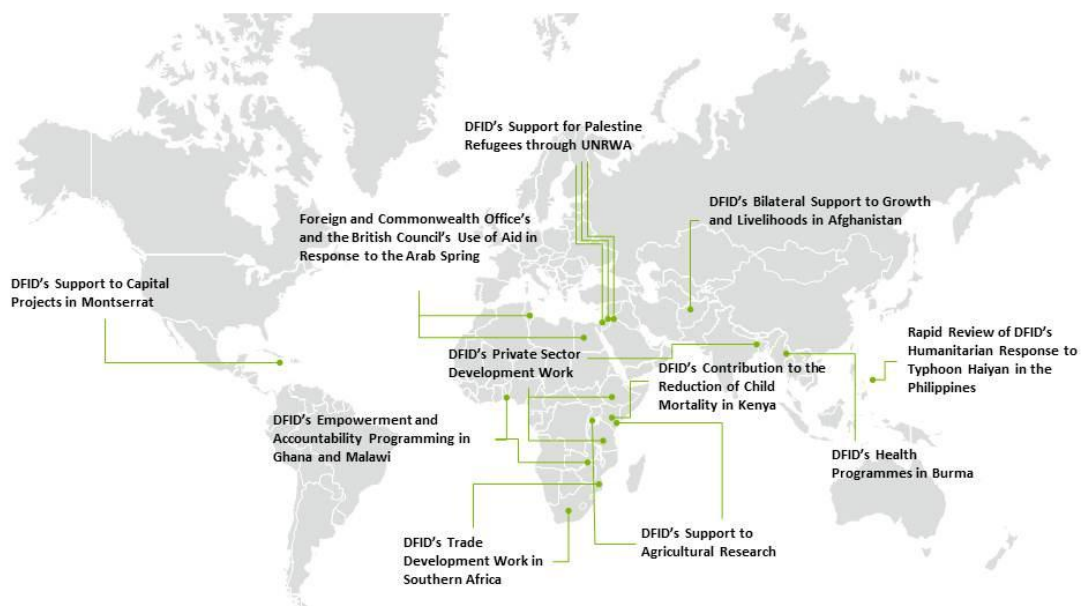 DFID's Support for Palestine
Refugees through UNRWA
DFID's Bilateral Support to Growth
and Livelihoods in Afghanistan
Foreign and Commonwealth Office's
and the British Council's Use of Aid in
Response to the Arab Spring
DFID's Support to Capital
Projects in Montserrat
Rapid Review of DFID's
Humanitarian Response to
Typhoon Haiyan in the
Philippines
DFID's Private Sector
Development Work
DFID's Contribution to the
Reduction of Child
Mortality in Kenya
DFID's Empowerment and
Accountability Programming in
Ghana and Malawi
DFID's Health
Programmes in Burma
DFID's Trade
Development Work in
Southern Africa
DFID's Support to
Agricultural Research